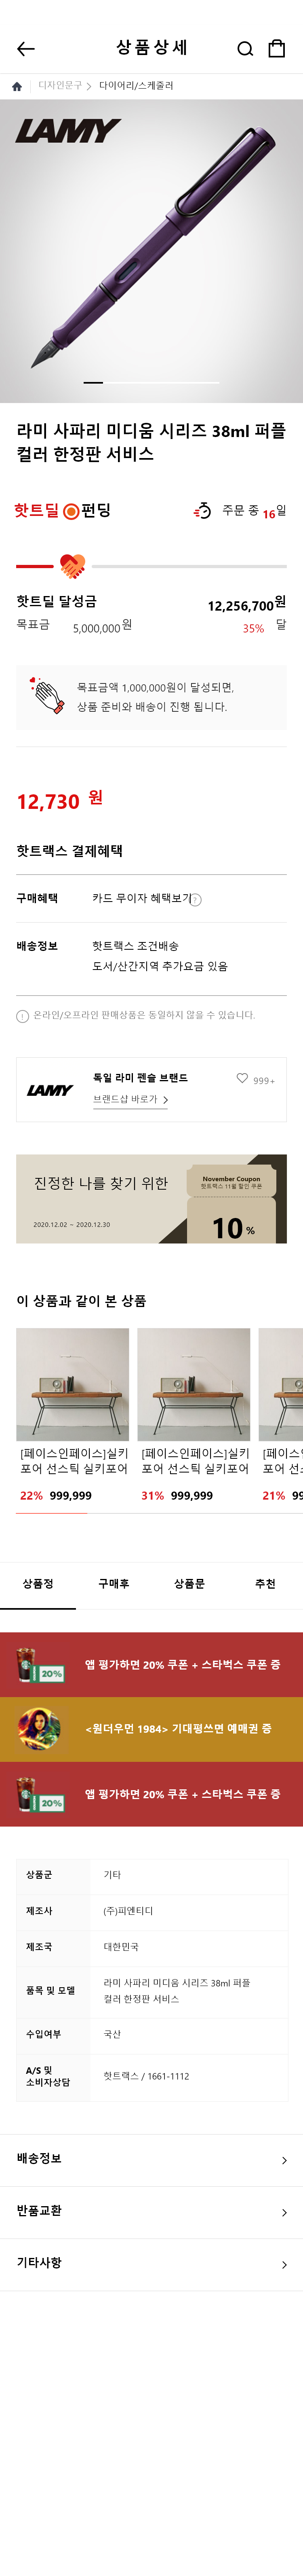 상품상세
디자인문구 > 다이어리/스케줄러
LAMY
라미 사파리 미디움 시리즈 38ml 퍼플
컬러 한정판 서비스
핫트딜 펀딩 주문 종 16일
핫트딜 달성금 12,256,700원
목표금 5,000,000 원 35% 달
목표금액 1,000,000원이 달성되면,
상품 준비와 배송이 진행 됩니다.
12,730 원
핫트랙스 결제혜택
구매혜택 카드 무이자 혜택보기 ?
배송정보 핫트랙스 조건배송
도서/산간지역 추가요금 있음
! 온라인/오프라인 판매상품은 동일하지 않을 수 있습니다.
LAMY
독일 라미 펜슬 브랜드
999+
브랜드샵 바로가 >
진정한 나를 찾기 위한
2020.12.02 ~ 2020.12.30
November Coupon
핫트랙스 11월 할인 쿠폰
10 %
이 상품과 같이 본 상품
[페이스인페이스]실키 [페이스인페이스]실키 [페이스인
포어 선스틱 실키포어 포어 선스틱 실키포어 포어 선스
22% 999,999 31% 999,999 21% 99
상품정 구매후 상품문 추천
20% 앱 평가하면 20% 쿠폰 + 스타벅스 쿠폰 증
<원더우먼 1984> 기대평쓰면 예매권 증
20% 앱 평가하면 20% 쿠폰 + 스타벅스 쿠폰 증
상품군 기타
제조사 (주)피엔티디
제조국 대한민국
품목 및 모델 라미 사파리 미디움 시리즈 38ml 퍼플
컬러 한정판 서비스
수입여부 국산
A/S 및
소비자상담 핫트랙스 / 1661-1112
배송정보
반품교환
기타사항